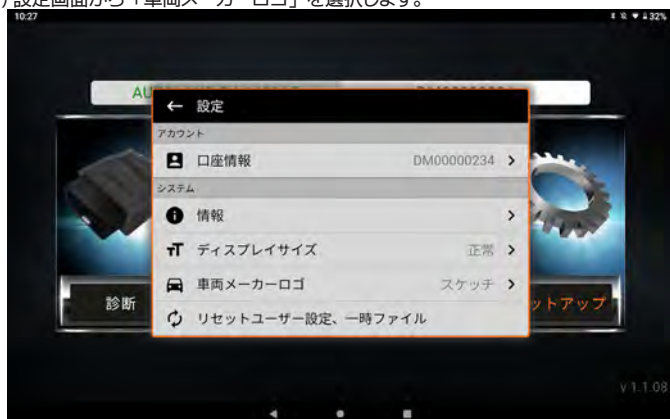 設定画面から「車両メーカーロゴ」を選択します。
10:27
32%
AU
← 設定
アカウント
口座情報 DM00000234 >
システム
情報 >
ディスプレイサイズ 正常 >
車両メーカーロゴ スケッチ >
リセットユーザー設定、一時ファイル
診断
ットアップ
v 1.1.08